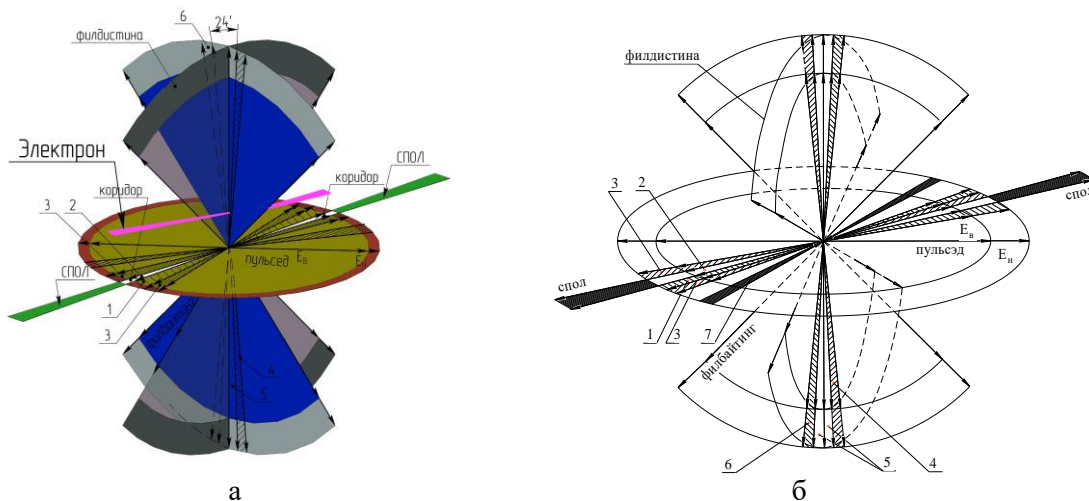 6
24'
филдистина
Электрон
СПОЛ
коридор
коридор
3
2
пульсед
Eв
Eн
СПОЛ
1
3
4
5
а
филдистина
3
2
спол
Eв
пульсэд
Eн
спол
1
3
7
филбайтинг
6
5
4
б